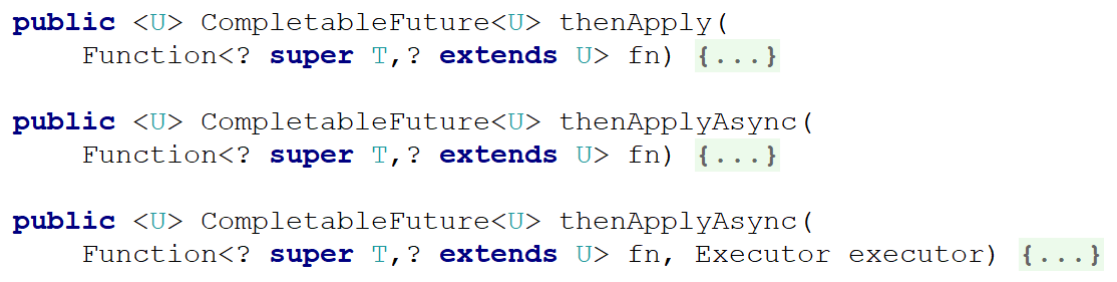 public <U> CompletableFuture<U> thenApply(
Function<? super T,? extends U> fn) {...}
public <U> CompletableFuture<U> thenApplyAsync(
Function<? super T,? extends U> fn) {...}
public <U> CompletableFuture<U> thenApplyAsync(
Function<? super T,? extends U> fn, Executor executor) {...}